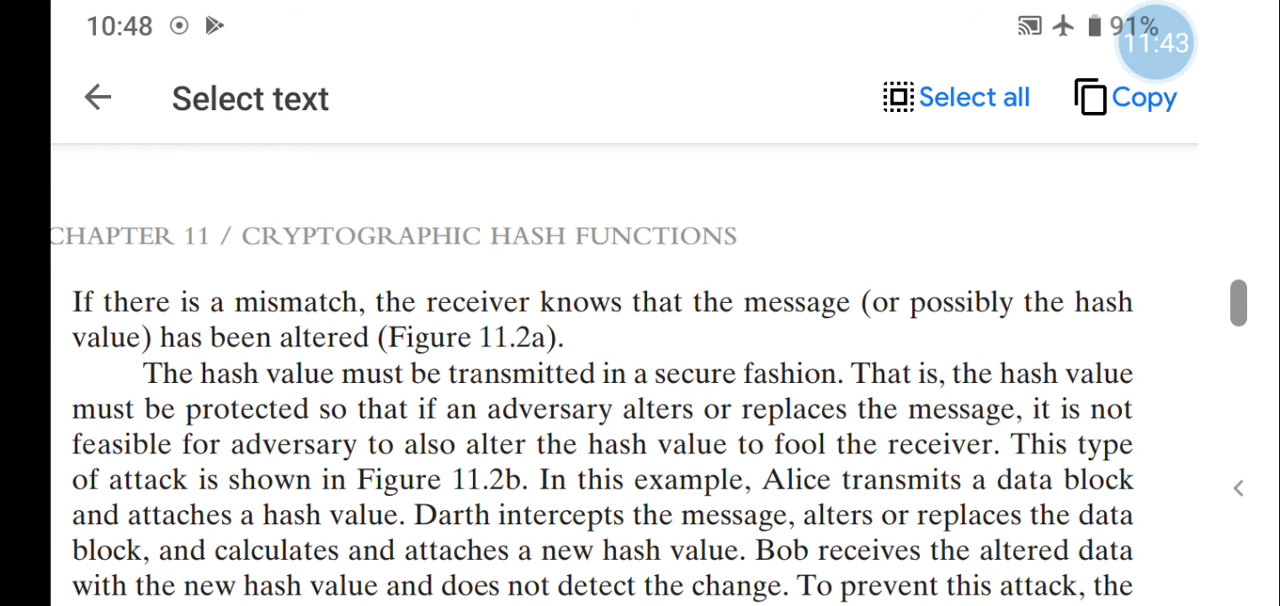 10:48 91%
11:43
Select text Select all Copy
CHAPTER 11 / CRYPTOGRAPHIC HASH FUNCTIONS
If there is a mismatch, the receiver knows that the message (or possibly the hash
value) has been altered (Figure 11.2a).
The hash value must be transmitted in a secure fashion. That is, the hash value
must be protected so that if an adversary alters or replaces the message, it is not
feasible for adversary to also alter the hash value to fool the receiver. This type
of attack is shown in Figure 11.2b. In this example, Alice transmits a data block
and attaches a hash value. Darth intercepts the message, alters or replaces the data
block, and calculates and attaches a new hash value. Bob receives the altered data
with the new hash value and does not detect the change. To prevent this attack, the